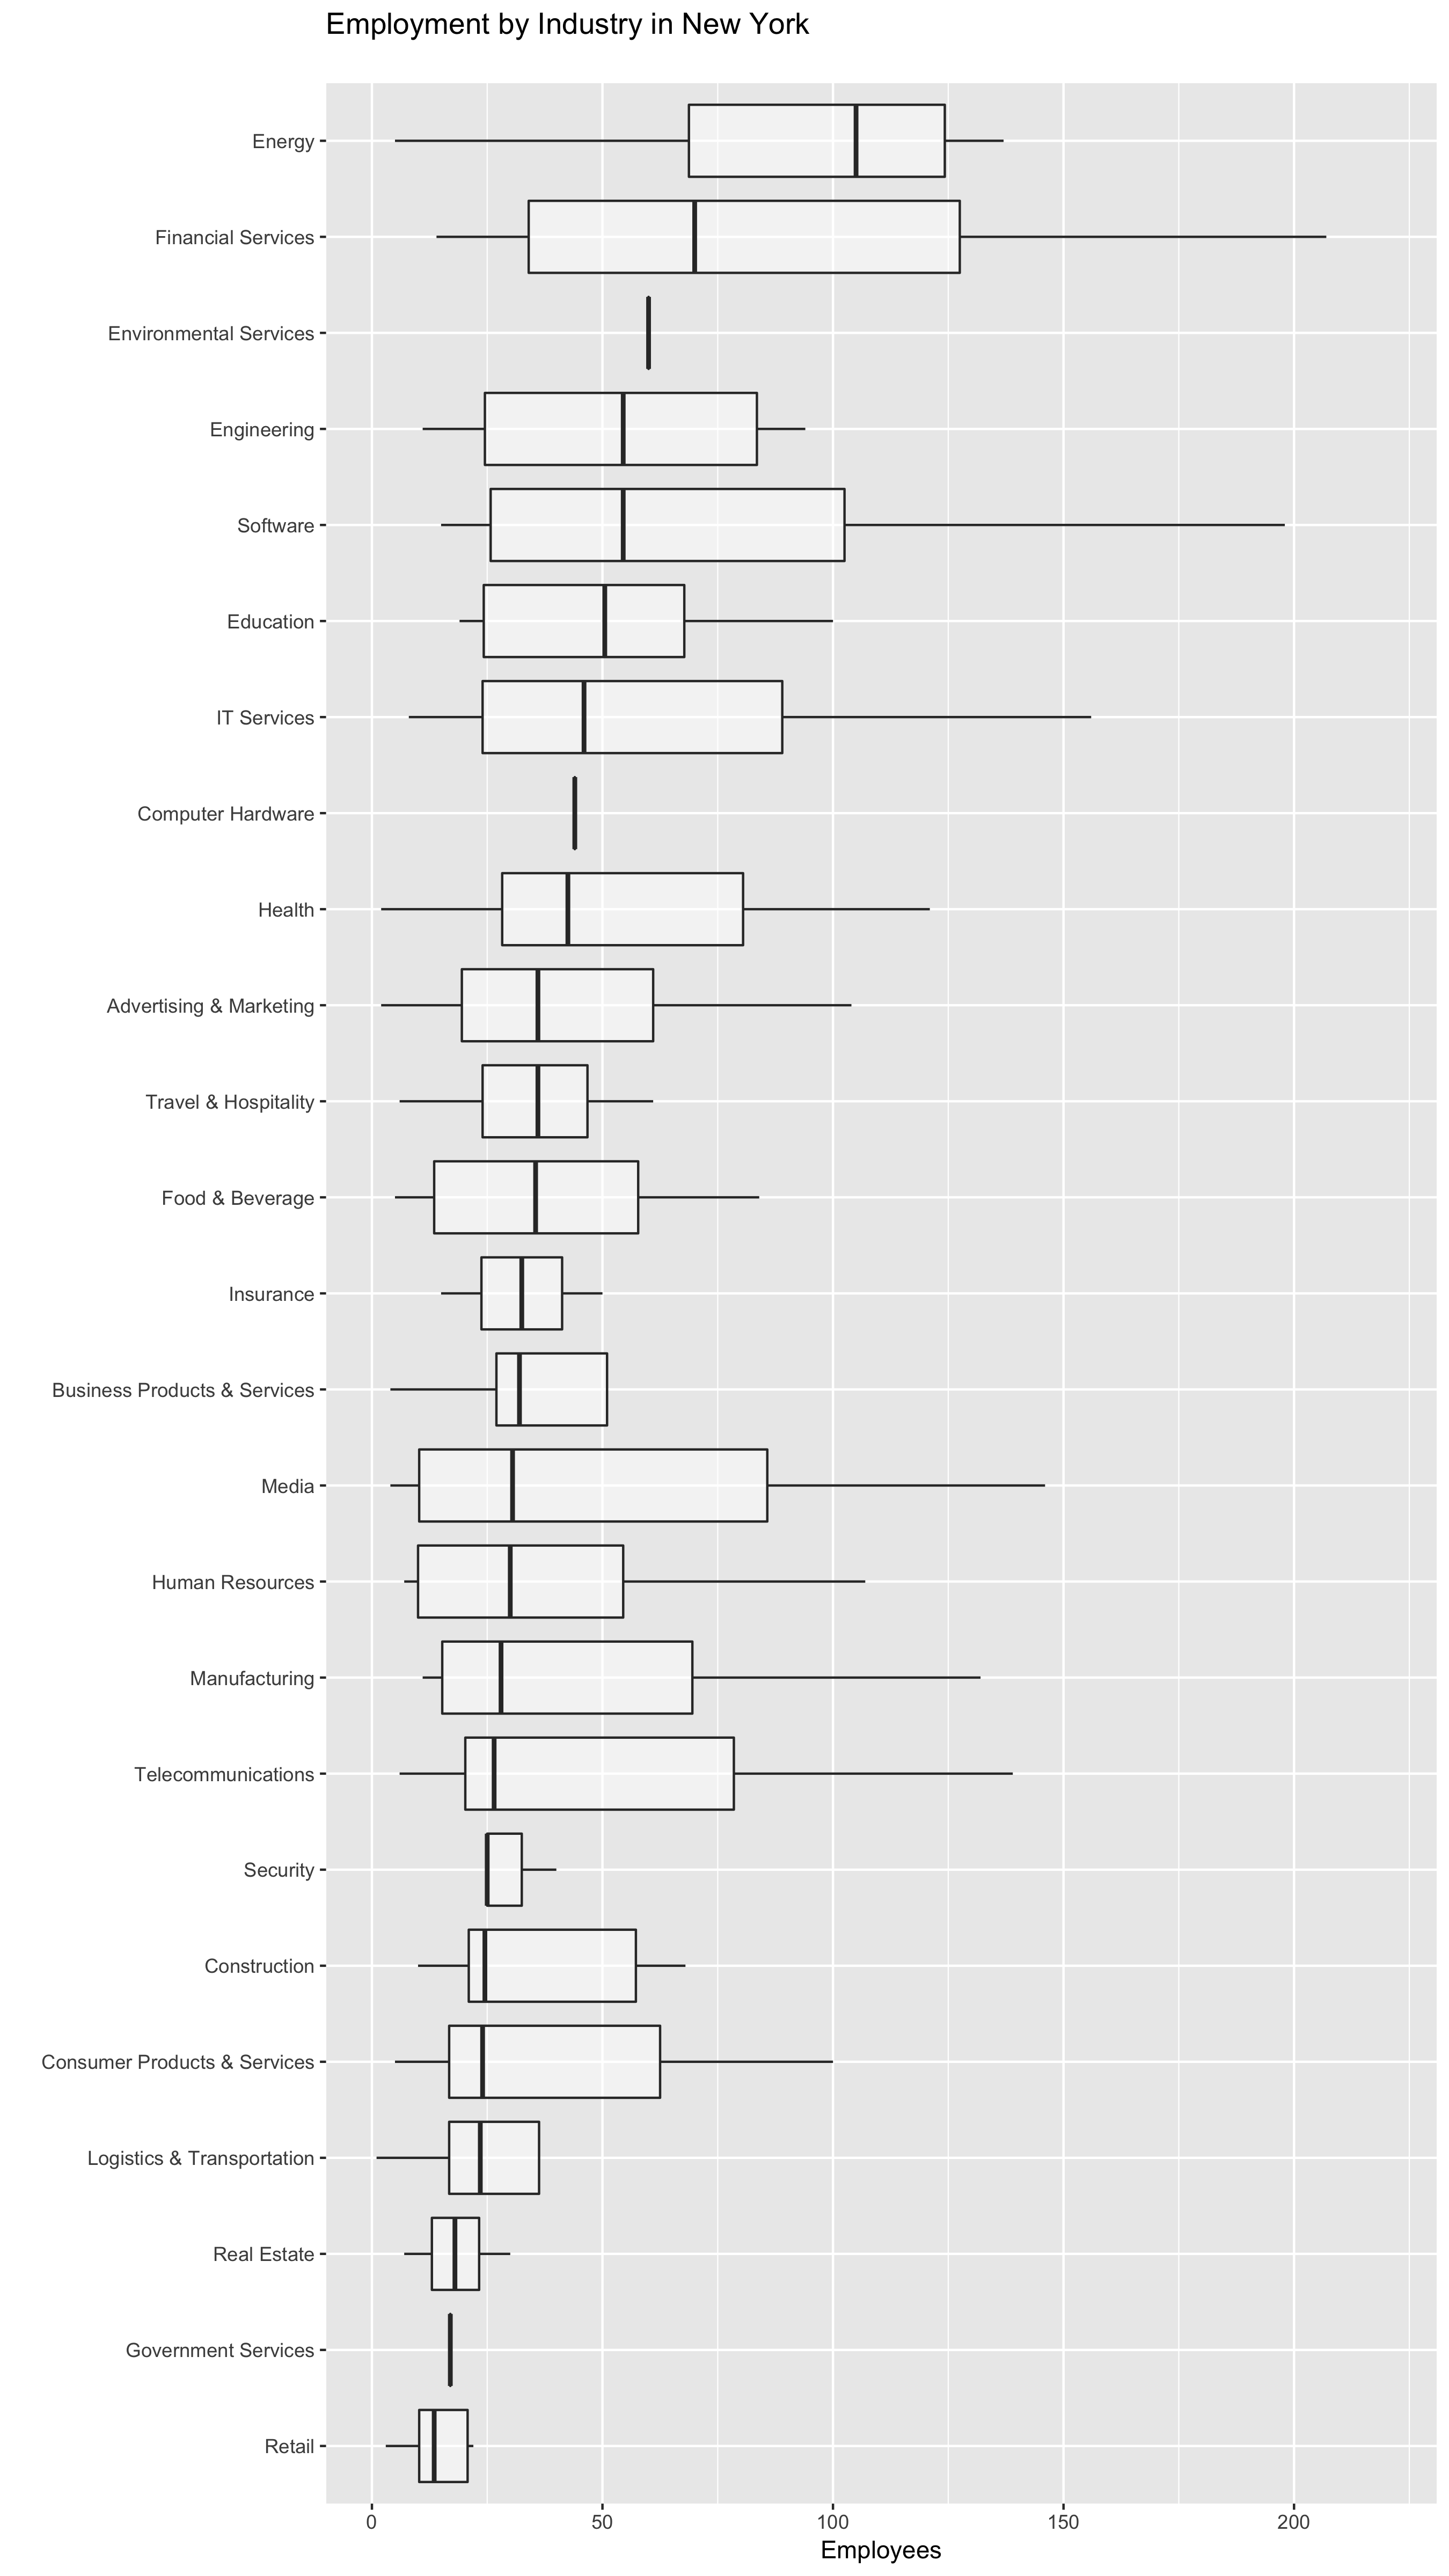 Employment by Industry in New York
Energy
Financial Services
Environmental Services
Engineering
Software
Education
IT Services
Computer Hardware
Health
Advertising & Marketing
Travel & Hospitality
Food & Beverage
Insurance
Business Products & Services
Media
Human Resources
Manufacturing
Telecommunications
Security
Construction
Consumer Products & Services
Logistics & Transportation
Real Estate
Government Services
Retail
0 50 100 150 200
Employees